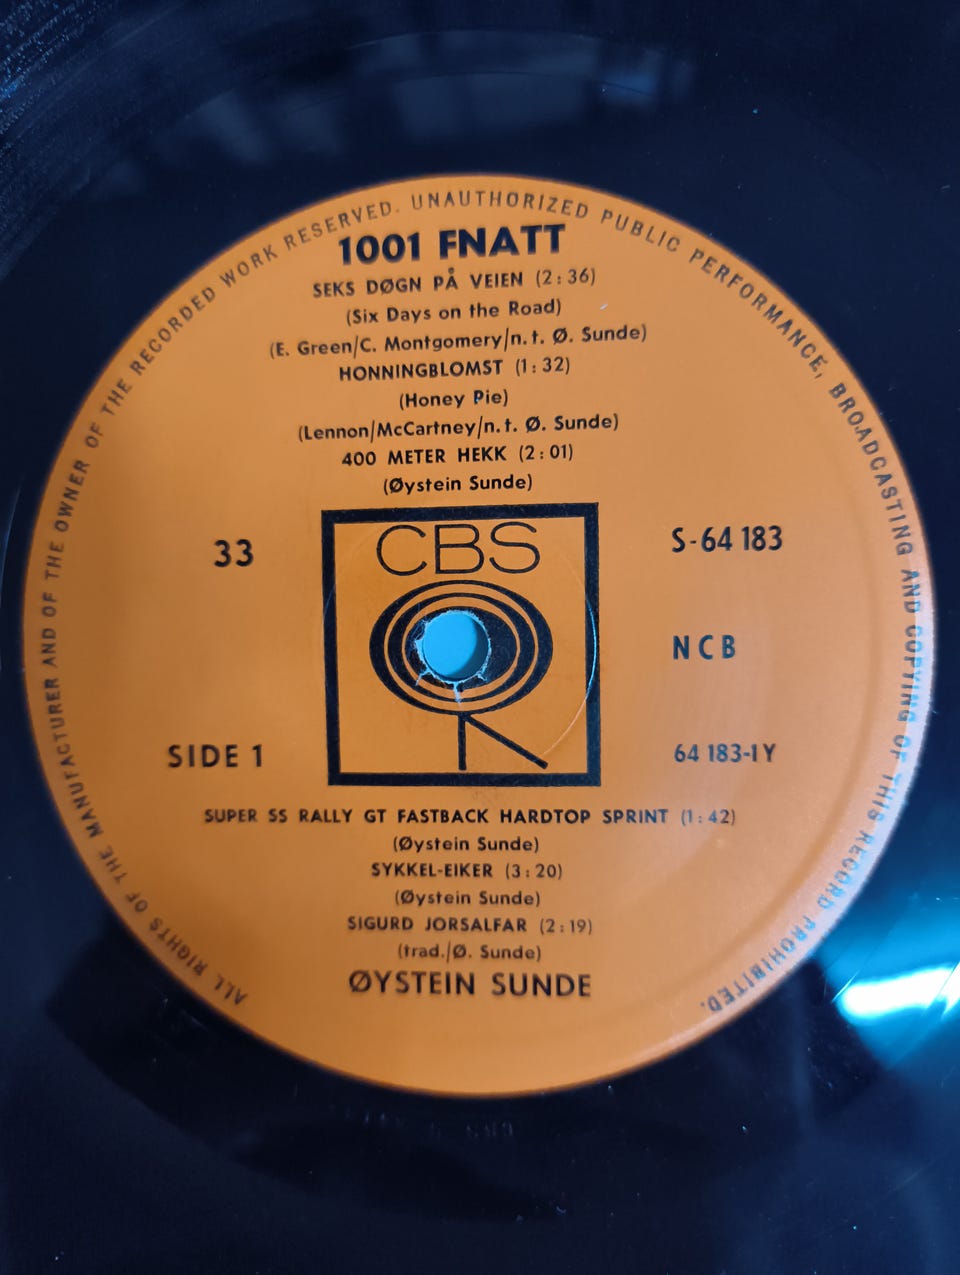 ALL RIGHTS OF THE MANUFACTURER AND OF THE OWNER OF THE RECORDED WORK RESERVED. UNAUTHORIZED PUBLIC PERFORMANCE, BROADCASTING AND COPYING OF THIS RECORD PROHIBITED.
1001 FNATT
SEKS DØGN PÅ VEIEN (2:36)
(Six Days on the Road)
(E. Green/C. Montgomery/n.t. Ø. Sunde)
HONNINGBLOMST (1:32)
(Honey Pie)
(Lennon/McCartney/n.t. Ø. Sunde)
400 METER HEKK (2:01)
(Øystein Sunde)
CBS
33
S-64 183
NCB
SIDE 1
64 183-1Y
SUPER SS RALLY GT FASTBACK HARDTOP SPRINT (1:42)
(Øystein Sunde)
SYKKEL-EIKER (3:20)
(Øystein Sunde)
SIGURD JORSALFAR (2:19)
(trad./Ø. Sunde)
ØYSTEIN SUNDE